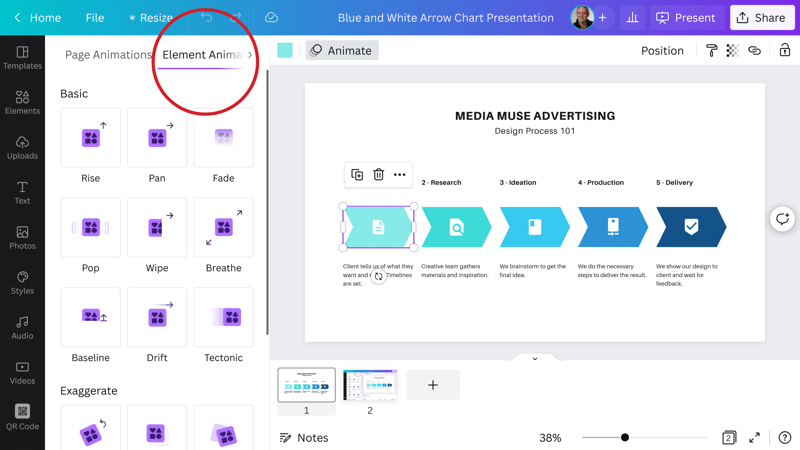 Home File Resize Blue and White Arrow Chart Presentation + Present Share
Page Animations Element Anima
Animate Position
Templates
Elements
Uploads
Text
Photos
Styles
Audio
Videos
QR Code
Basic
Rise Pan Fade
Pop Wipe Breathe
Baseline Drift Tectonic
Exaggerate
MEDIA MUSE ADVERTISING
Design Process 101
2 - Research 3 - Ideation 4 - Production 5 - Delivery
Client tells us of what they
want and Timelines
are set.
Creative team gathers
materials and inspiration.
We brainstorm to get the
final idea.
We do the necessary
steps to deliver the result.
We show our design to
client and wait for
feedback.
1 2
Notes 38% 2